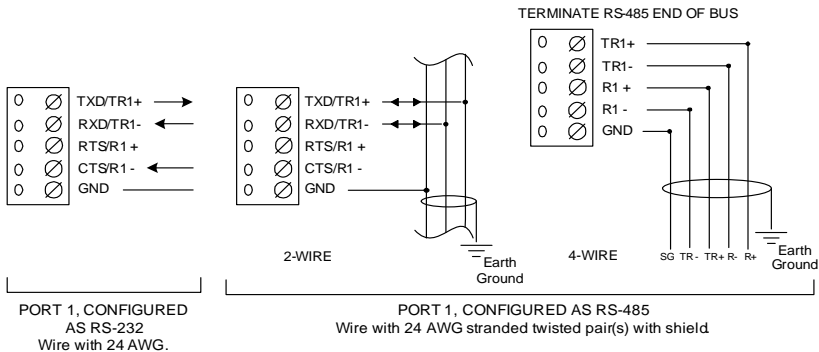 TERMINATE RS-485 END OF BUS
TXD/TR1+
RXD/TR1-
RTS/R1 +
CTS/R1 -
GND
TXD/TR1+
RXD/TR1-
RTS/R1 +
CTS/R1 -
GND
2-WIRE
Earth
Ground
TR1+
TR1-
R1 +
R1 -
GND
4-WIRE
SG TR- TR+ R- R+
Earth
Ground
PORT 1, CONFIGURED
AS RS-232
Wire with 24 AWG.
PORT 1, CONFIGURED AS RS-485
Wire with 24 AWG stranded twisted pair(s) with shield.